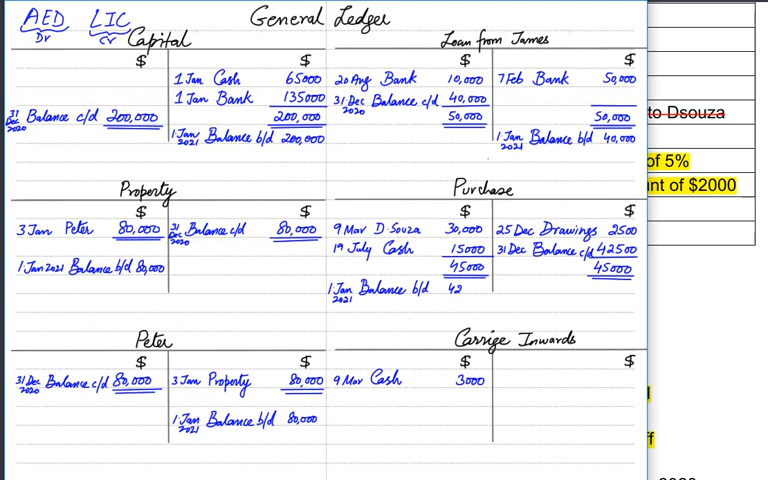 AED LIC General Ledger
Dr Cr
Capital
$ $
1 Jan Cash 65000
1 Jan Bank 135000
31 Dec 2020 Balance c/d 200,000 200,000
1 Jan 2021 Balance b/d 200,000
Loan from James
$ $
20 Aug Bank 10,000 7 Feb Bank 50,000
31 Dec 2020 Balance c/d 40,000
50,000 50,000
1 Jan 2021 Balance b/d 40,000
Property
$ $
3 Jan Peter 80,000 31 Dec 2020 Balance c/d 80,000
1 Jan 2021 Balance b/d 80,000
Purchase
$ $
9 Mar D. Souza 30,000 25 Dec Drawings 2500
19 July Cash 15000 31 Dec Balance c/d 42500
45000 45000
1 Jan 2021 Balance b/d 42
Peter
$ $
31 Dec 2020 Balance c/d 80,000 3 Jan Property 80,000
1 Jan 2021 Balance b/d 80,000
Carrige Inwards
$ $
9 Mar Cash 3000
to Dsouza
of 5%
nt of $2000